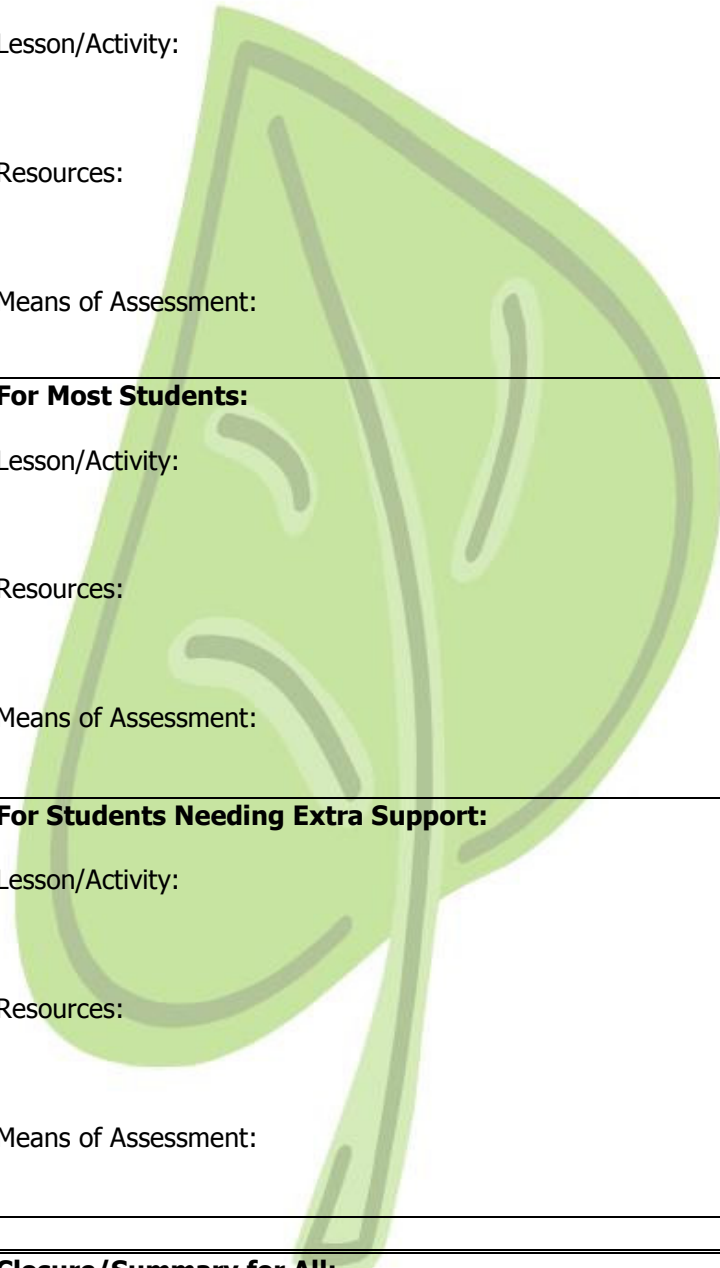 Lesson/Activity:
Resources:
Means of Assessment:
For Most Students:
Lesson/Activity:
Resources:
Means of Assessment:
For Students Needing Extra Support:
Lesson/Activity:
Resources:
Means of Assessment:
Closure/Summary for All: